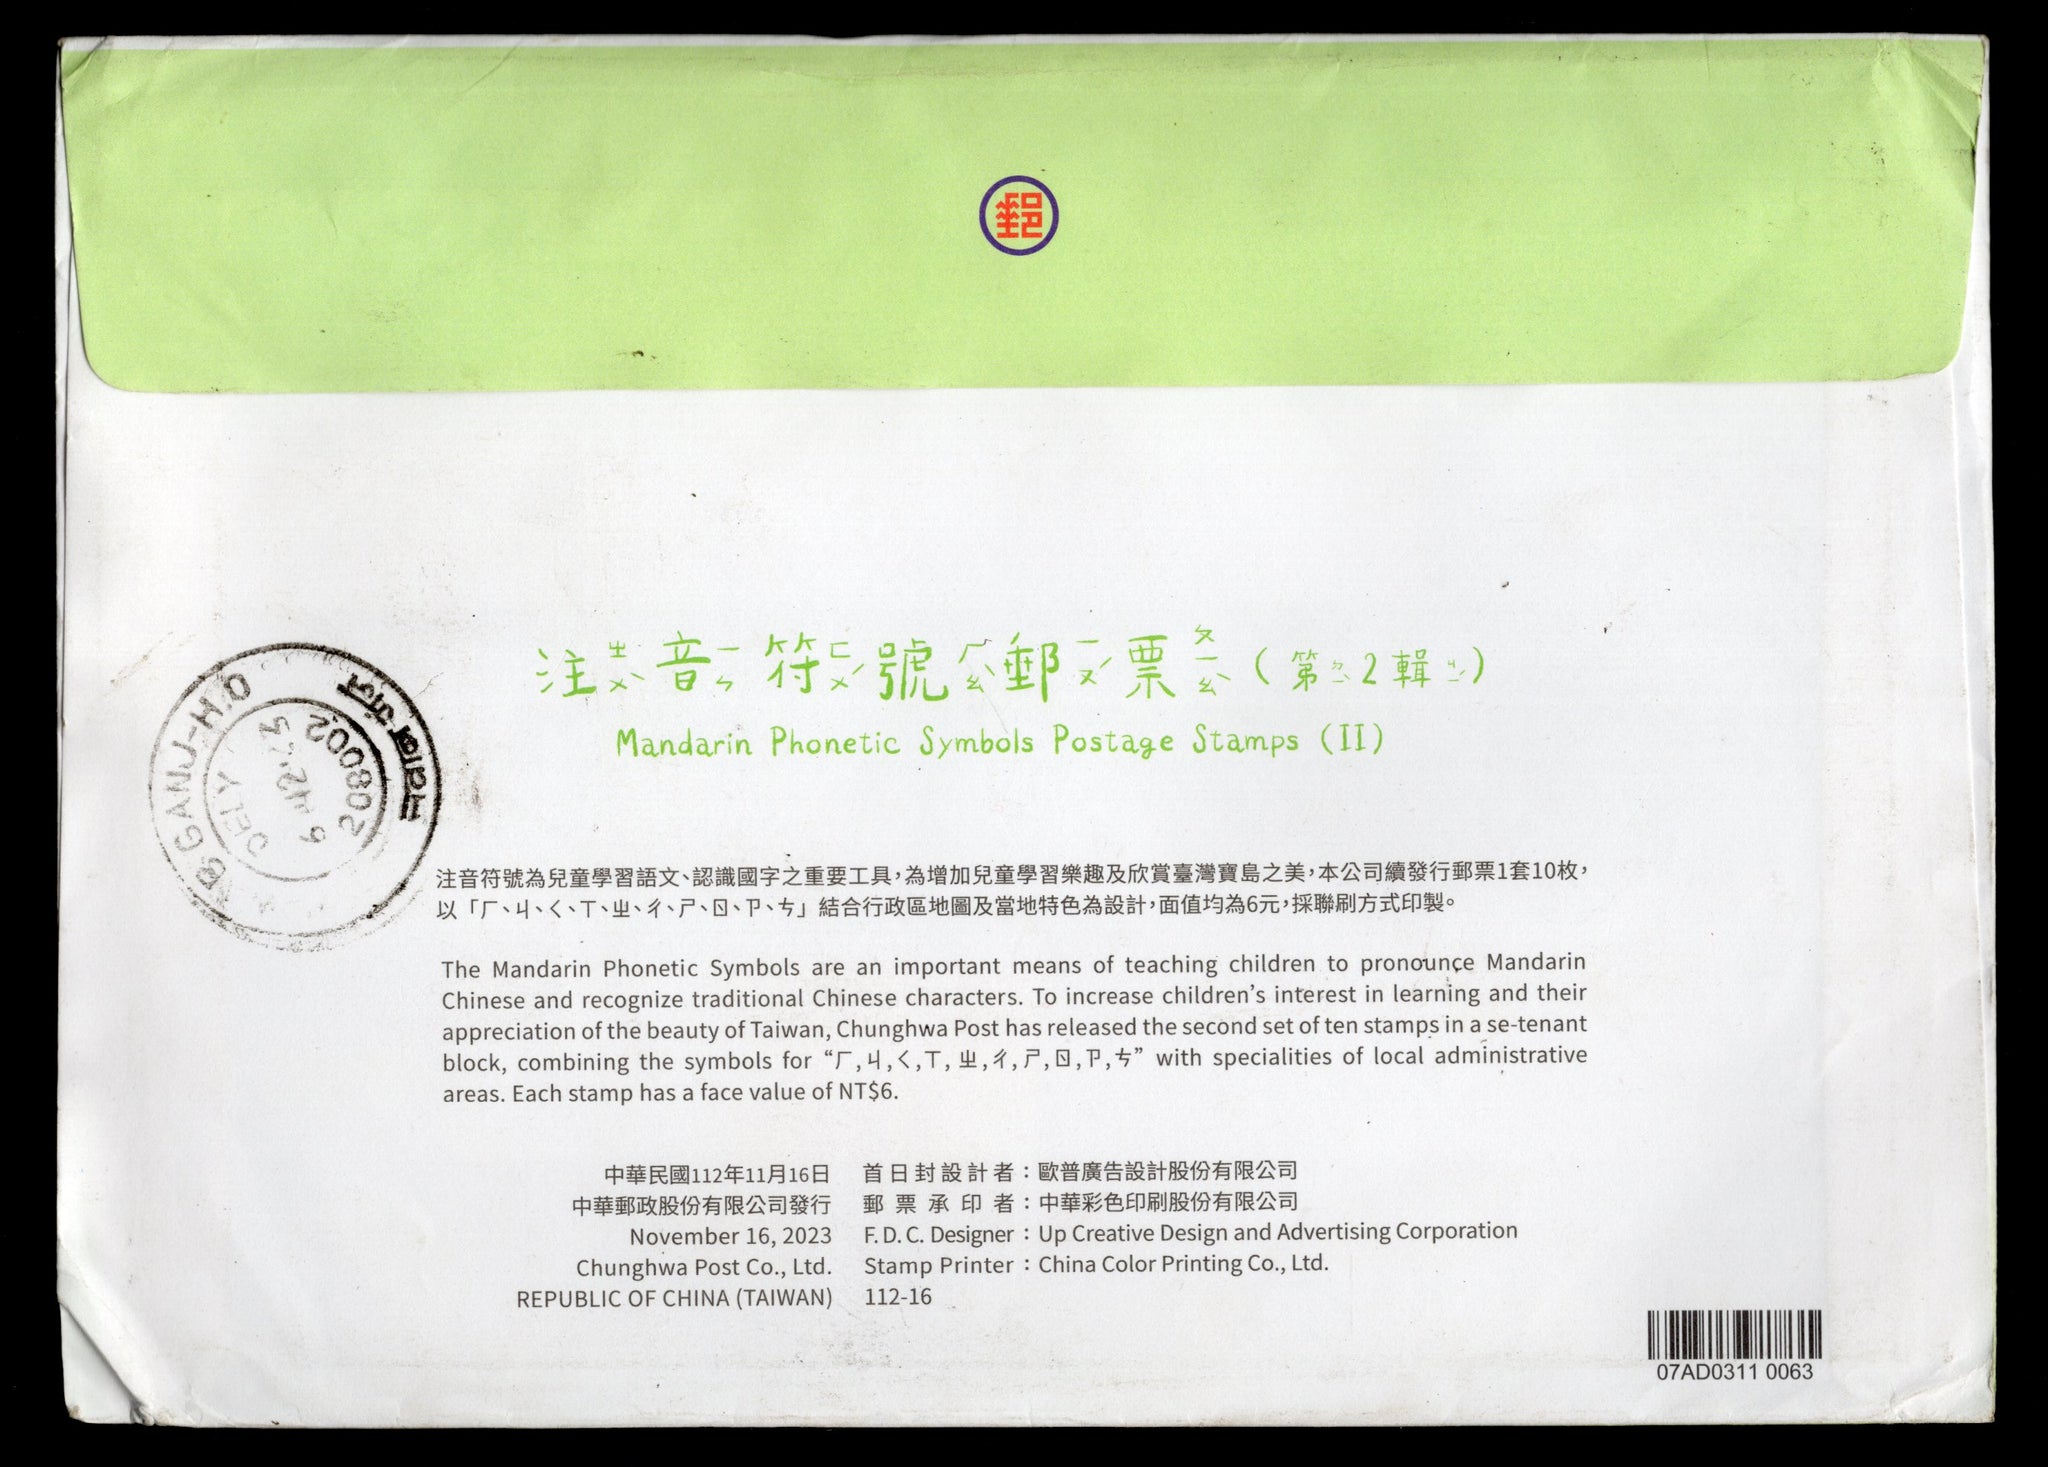 郵
注ㄓㄨˋ音ㄧㄣ符ㄈㄨˊ號ㄏㄠˋ郵ㄧㄡˊ票ㄆㄧㄠˋ(第ㄉㄧˋ2輯ㄐㄧˊ)
Mandarin Phonetic Symbols Postage Stamps (II)
GANJ-H.O
208002
DELY
注音符號為兒童學習語文、認識國字之重要工具，為增加兒童學習樂趣及欣賞臺灣寶島之美，本公司續發行郵票1套10枚，
以「ㄏ、ㄐ、ㄑ、ㄒ、ㄓ、ㄔ、ㄕ、ㄖ、ㄗ、ㄘ」結合行政區地圖及當地特色為設計，面值均為6元，採聯刷方式印製。
The Mandarin Phonetic Symbols are an important means of teaching children to pronounce Mandarin
Chinese and recognize traditional Chinese characters. To increase children's interest in learning and their
appreciation of the beauty of Taiwan, Chunghwa Post has released the second set of ten stamps in a se-tenant
block, combining the symbols for “ㄏ,ㄐ,ㄑ,ㄒ,ㄓ,ㄔ,ㄕ,ㄖ,ㄗ,ㄘ” with specialities of local administrative
areas. Each stamp has a face value of NT$6.
中華民國112年11月16日
中華郵政股份有限公司發行
November 16, 2023
Chunghwa Post Co., Ltd.
REPUBLIC OF CHINA (TAIWAN)
首日封設計者：歐普廣告設計股份有限公司
郵票承印者：中華彩色印刷股份有限公司
F. D. C. Designer：Up Creative Design and Advertising Corporation
Stamp Printer：China Color Printing Co., Ltd.
112-16
07AD0311 0063